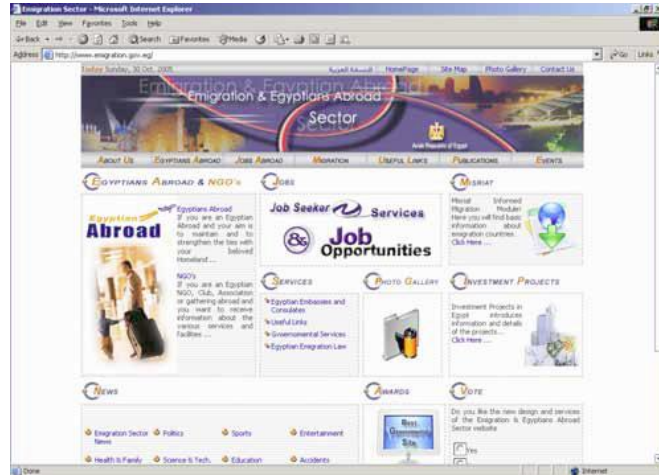 Emigration Sector - Microsoft Internet Explorer
File Edit View Favorites Tools Help
Back Search Favorites Media
Address http://www.emigration.gov.eg/ Go Links
Today Sunday, 30 Oct, 2005 النسخة العربية HomePage Site Map Photo Gallery Contact Us
Emigration & Egyptians Abroad
Emigration & Egyptians Abroad
Sector
Sector
Arab Republic of Egypt
ABOUT US EGYPTIANS ABROAD JOBS ABROAD MIGRATION USEFUL LINKS PUBLICATIONS EVENTS
EGYPTIANS ABROAD & NGO's
Egyptian
Abroad
Egyptians Abroad
If you are an Egyptian
Abroad and your aim is
to maintain and to
strengthen the ties with
your beloved
Homeland ...
NGO's
If you are an Egyptian
NGO, Club, Association
or gathering abroad and
you want to receive
information about the
various services and
facilities ...
JOBS
Job Seeker Services
& Job
Opportunities
MISRIAT
Misriat Informed
Migration Module:
Here you will find basic
information about
emigration countries.
Click Here ...
SERVICES
Egyptian Embassies and
Consulates
Useful Links
Governomental Services
Egyptian Emigration Law
PHOTO GALLERY
INVESTMENT PROJECTS
Investment Projects in
Egypt introduces
information and details
of the projects...
Click Here ...
NEWS
Emigration Sector Politics Sports Entertainment
News
Health & Family Science & Tech. Education Accidents
AWARDS
Best
Governmental
Site
VOTE
Do you like the new design and services
of the Emigration & Egyptians Abroad
Sector website
Yes
Done Internet